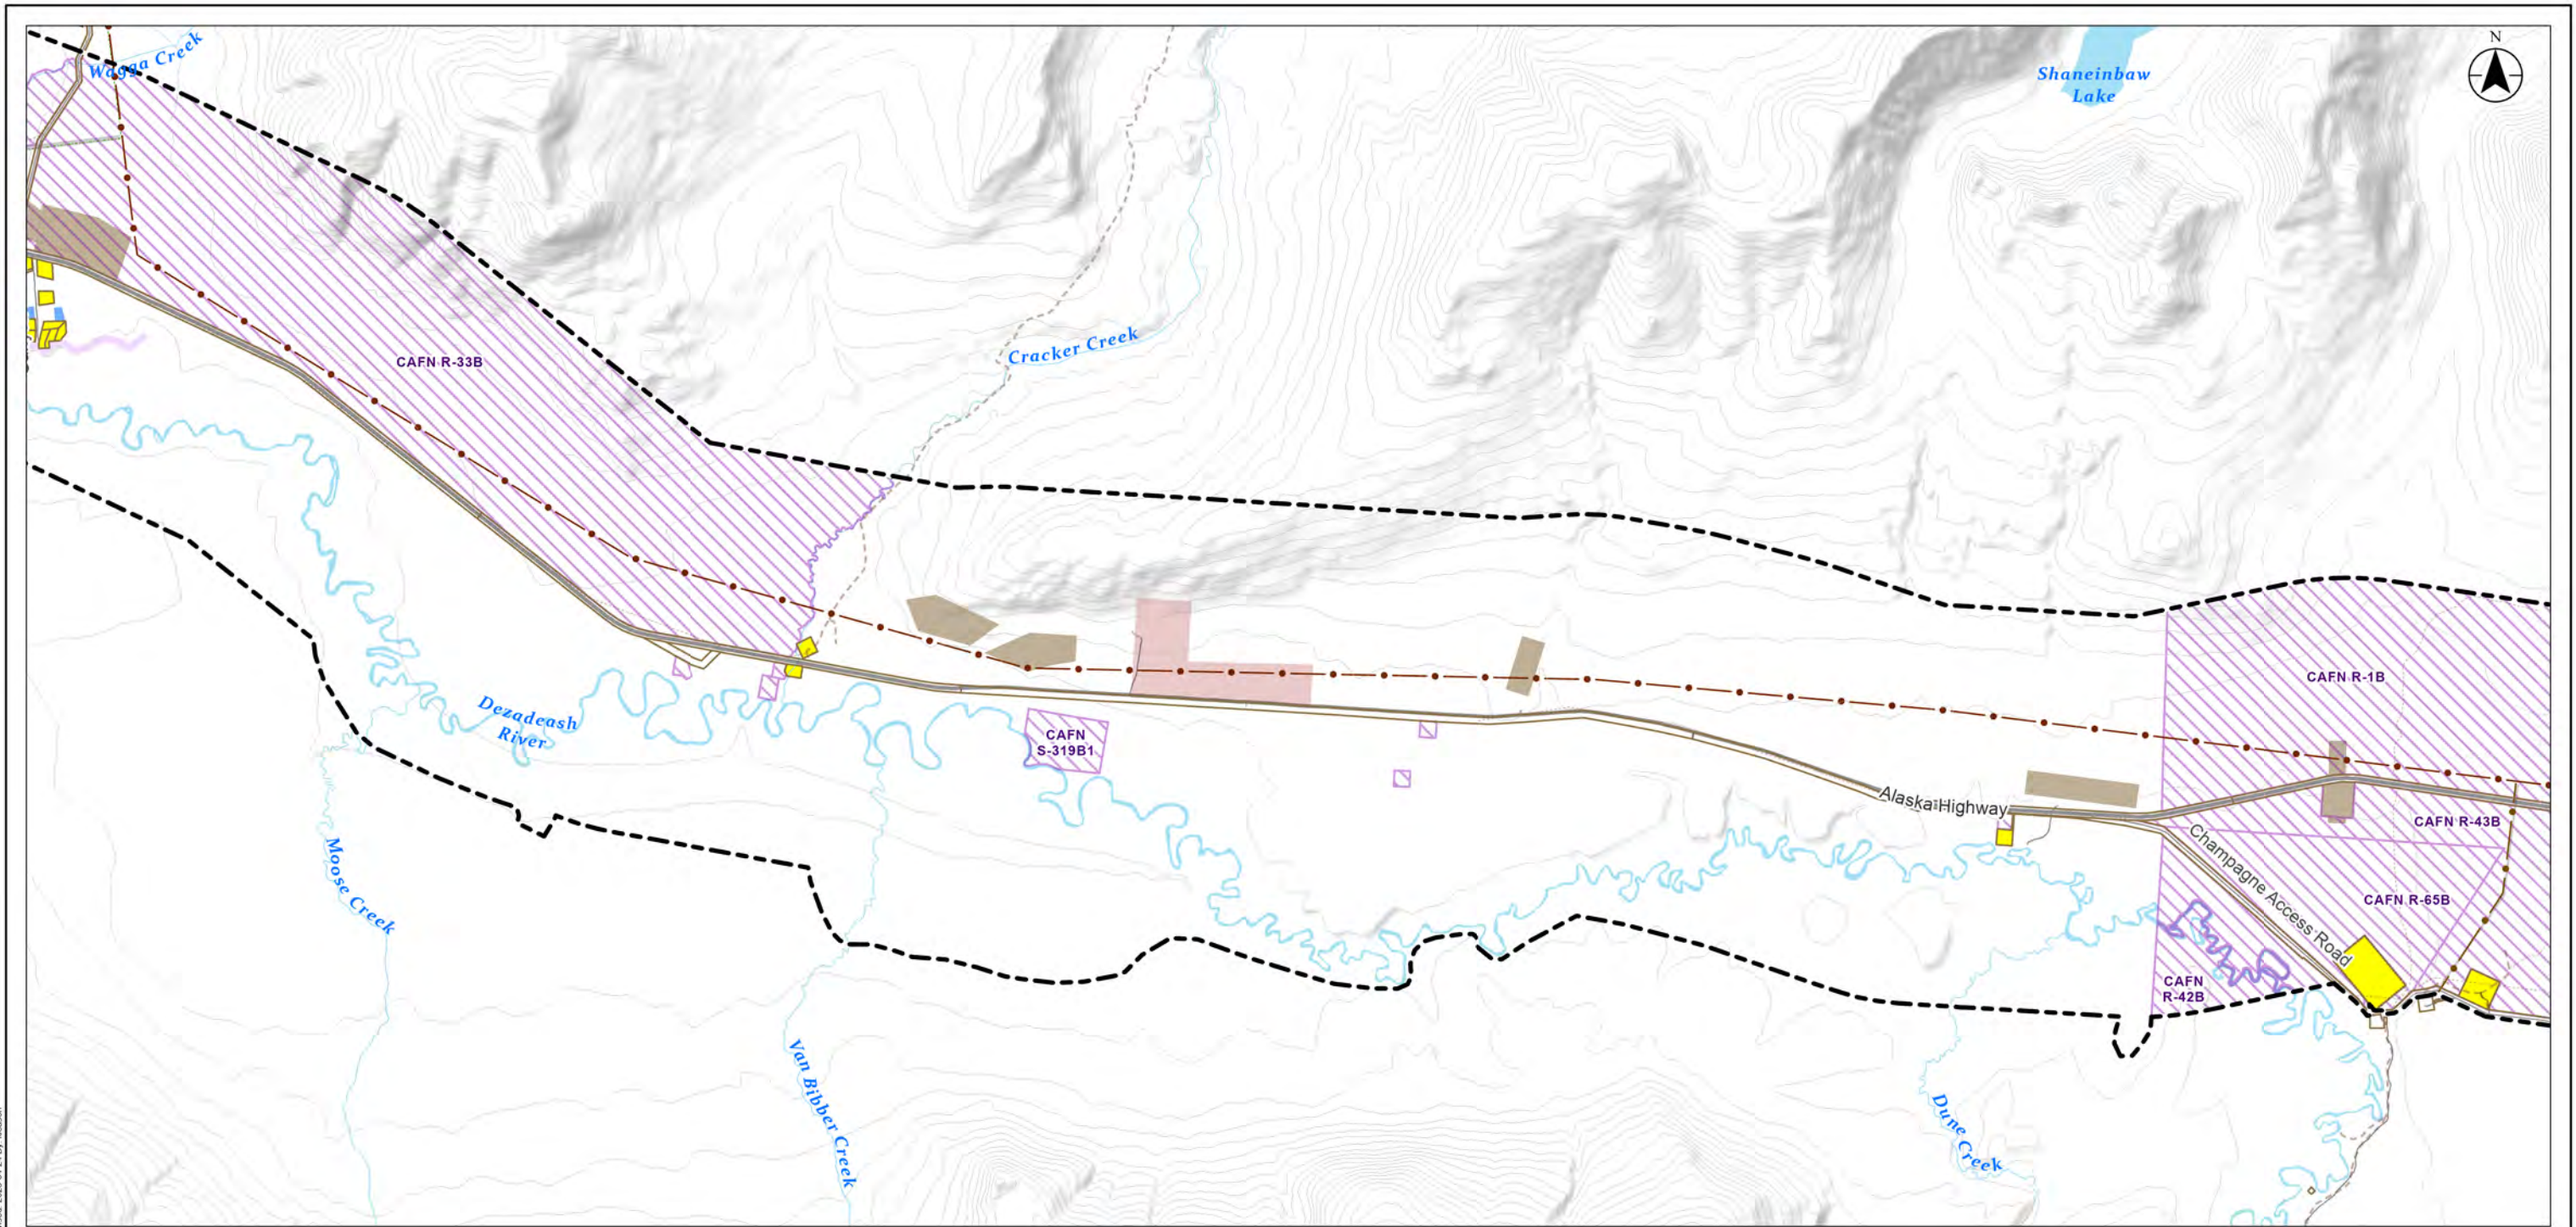 N
Wagga Creek
Shaneinbaw
Lake
Cracker Creek
CAFN R-33B
CAFN R-1B
Dezadeash
River
CAFN
S-319B1
Alaska Highway
CAFN R-43B
Champagne Access Road
CAFN R-65B
Moose Creek
CAFN
R-42B
Van Bibber Creek
Dune Creek